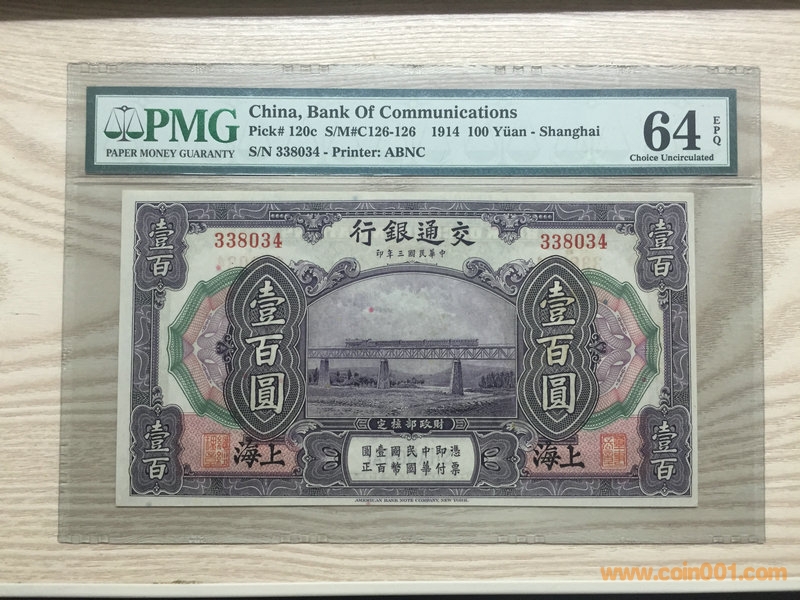 PMG
PAPER MONEY GUARANTY
China, Bank Of Communications
Pick# 120c S/M#C126-126 1914 100 Yüan - Shanghai
S/N 338034 - Printer: ABNC
64
EPQ
Choice Uncirculated
壹百
交通銀行
壹百
338034
338034
中華民國三年印
壹百圓
壹百圓
財政部核定
壹百
上海
憑票即付中華民國國幣壹百圓正
上海
壹百
AMERICAN BANK NOTE COMPANY, NEW YORK.
www.coin001.com